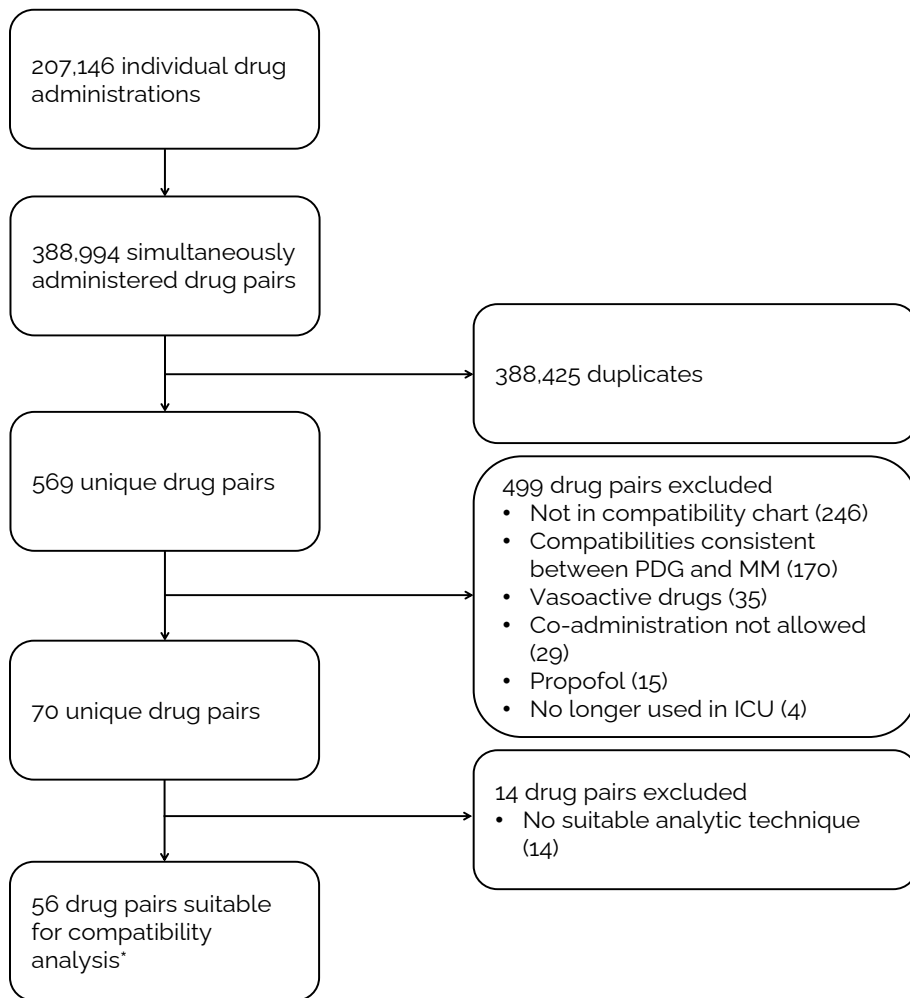 207,146 individual drug
administrations
388,994 simultaneously
administered drug pairs
388,425 duplicates
569 unique drug pairs
499 drug pairs excluded
• Not in compatibility chart (246)
• Compatibilities consistent
between PDG and MM (170)
• Vasoactive drugs (35)
• Co-administration not allowed
(29)
• Propofol (15)
• No longer used in ICU (4)
70 unique drug pairs
14 drug pairs excluded
• No suitable analytic technique
(14)
56 drug pairs suitable
for compatibility
analysis*